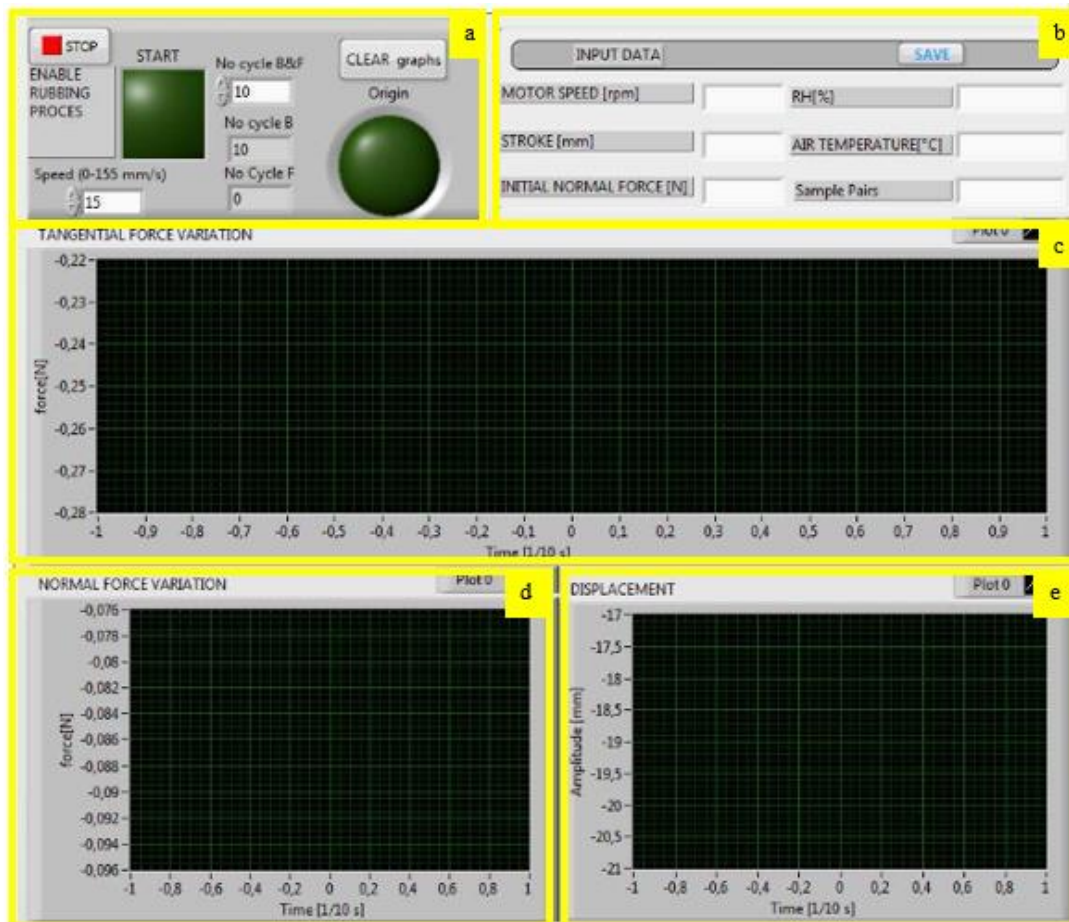 a
STOP
START
No cycle B&F
CLEAR graphs
ENABLE
RUBBING
PROCES
10
Origin
No cycle B
10
Speed (0-155 mm/s)
No Cycle F
15
0
b
INPUT DATA
SAVE
MOTOR SPEED [rpm]
RH[%]
STROKE [mm]
AIR TEMPERATURE[°C]
INITIAL NORMAL FORCE [N]
Sample Pairs
TANGENTIAL FORCE VARIATION
Plot 0
c
force[N]
-0,22
-0,23
-0,24
-0,25
-0,26
-0,27
-0,28
-1 -0,9 -0,8 -0,7 -0,6 -0,5 -0,4 -0,3 -0,2 -0,1 0 0,1 0,2 0,3 0,4 0,5 0,6 0,7 0,8 0,9 1
Time [1/10 s]
NORMAL FORCE VARIATION
Plot 0
d
force[N]
-0,076
-0,078
-0,08
-0,082
-0,084
-0,086
-0,088
-0,09
-0,092
-0,094
-0,096
-1 -0,8 -0,6 -0,4 -0,2 0 0,2 0,4 0,6 0,8 1
Time [1/10 s]
DISPLACEMENT
Plot 0
e
Amplitude [mm]
-17
-17,5
-18
-18,5
-19
-19,5
-20
-20,5
-21
-1 -0,8 -0,6 -0,4 -0,2 0 0,2 0,4 0,6 0,8 1
Time [1/10 s]